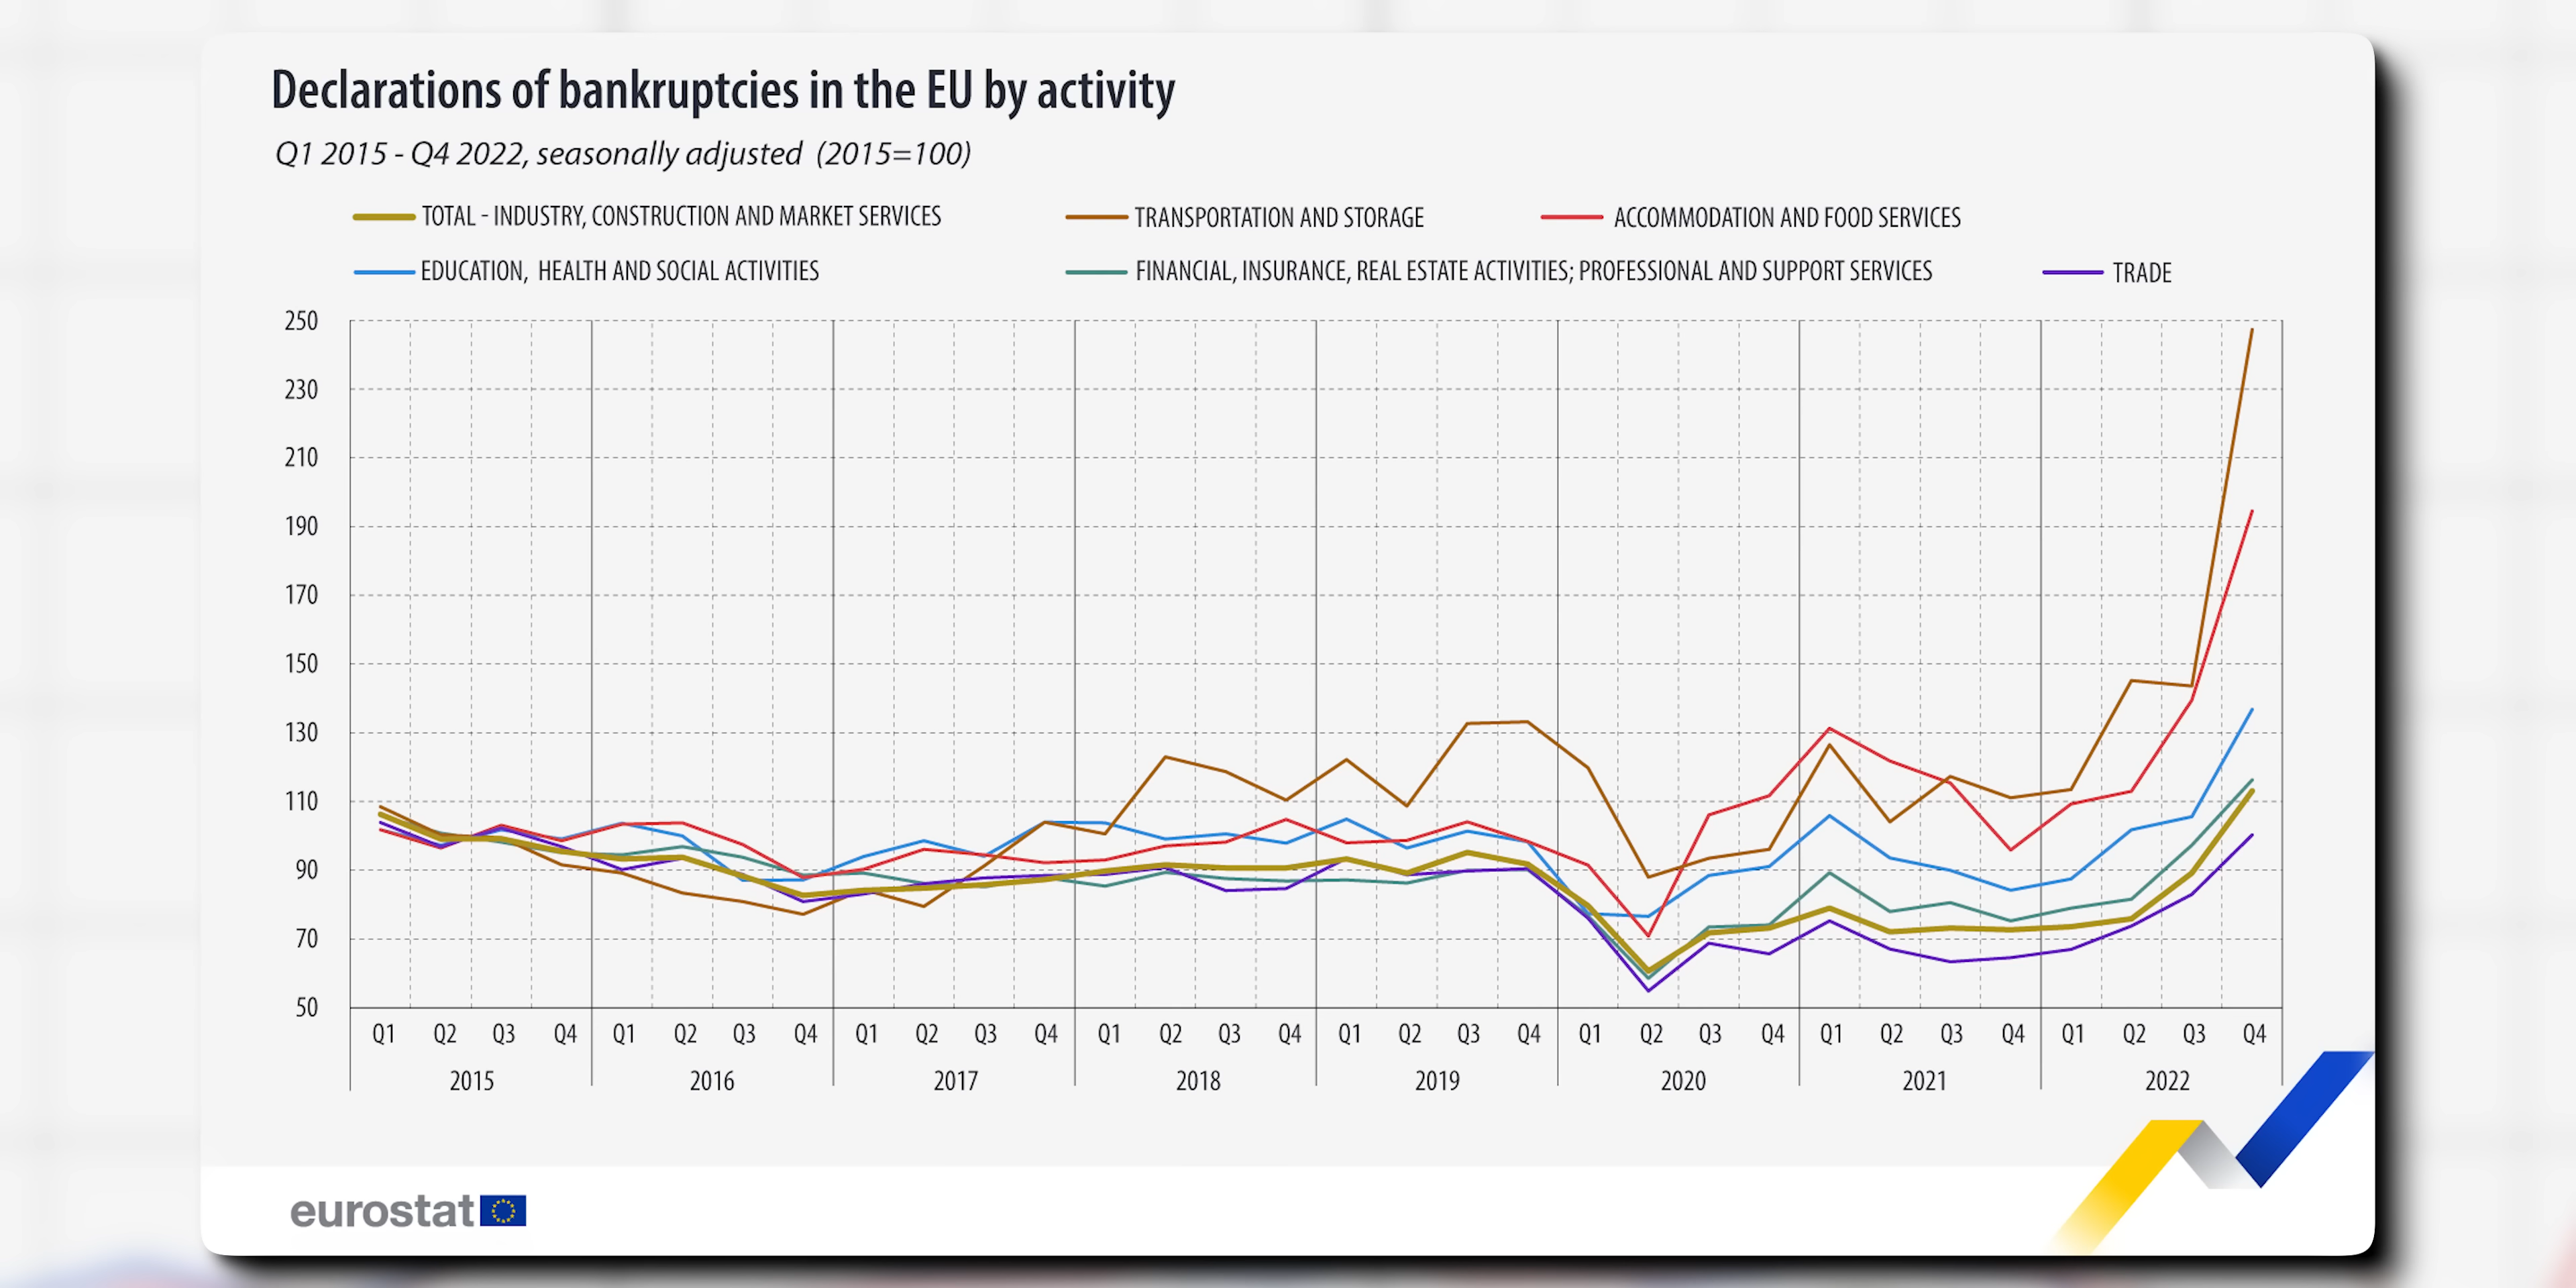 Declarations of bankruptcies in the EU by activity
Q1 2015 - Q4 2022, seasonally adjusted (2015=100)
TOTAL - INDUSTRY, CONSTRUCTION AND MARKET SERVICES
TRANSPORTATION AND STORAGE
ACCOMMODATION AND FOOD SERVICES
EDUCATION, HEALTH AND SOCIAL ACTIVITIES
FINANCIAL, INSURANCE, REAL ESTATE ACTIVITIES; PROFESSIONAL AND SUPPORT SERVICES
TRADE
250
230
210
190
170
150
130
110
90
70
50
Q1 Q2 Q3 Q4 Q1 Q2 Q3 Q4 Q1 Q2 Q3 Q4 Q1 Q2 Q3 Q4 Q1 Q2 Q3 Q4 Q1 Q2 Q3 Q4 Q1 Q2 Q3 Q4 Q1 Q2 Q3 Q4
2015 2016 2017 2018 2019 2020 2021 2022
eurostat